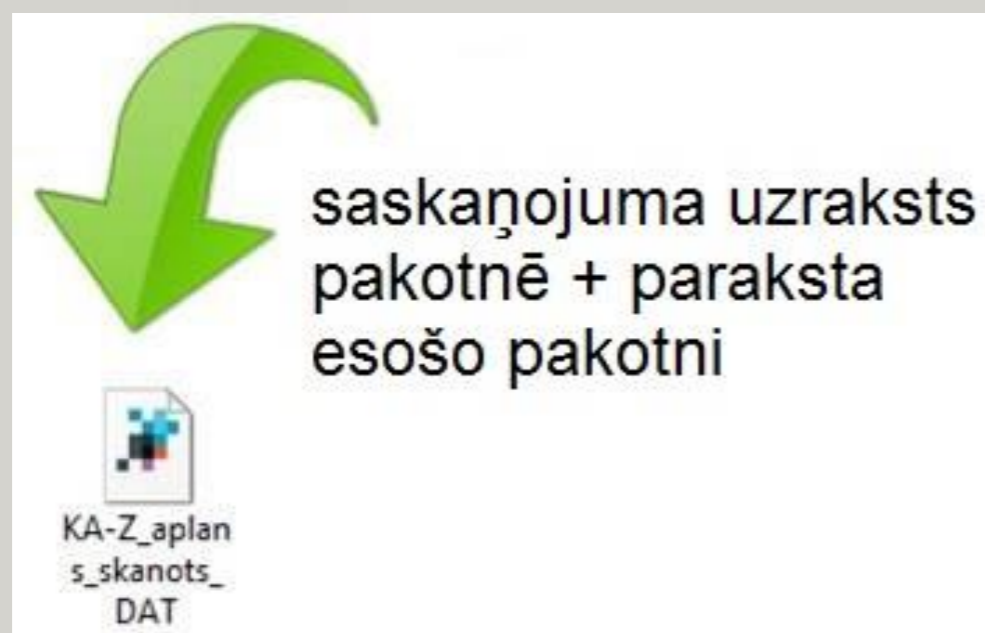 saskaņojuma uzraksts
pakotnē + paraksta
esošo pakotni
KA-Z_aplan
s_skanots_
DAT